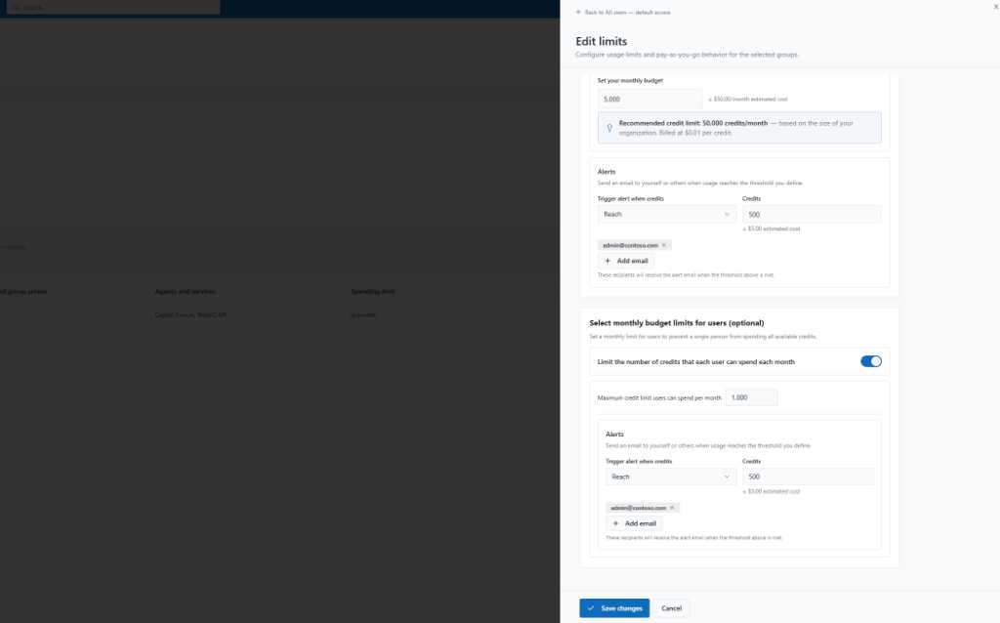 Search
Back to All users — default access
X
Edit limits
Configure usage limits and pay-as-you-go behavior for the selected groups.
Set your monthly budget
5,000
≈ $50.00/month estimated cost
Recommended credit limit: 50,000 credits/month — based on the size of your
organization. Billed at $0.01 per credit.
Alerts
Send an email to yourself or others when usage reaches the threshold you define.
Trigger alert when credits
Credits
Reach
500
≈ $5.00 estimated cost
admin@contoso.com ×
+ Add email
These recipients will receive the alert email when the threshold above is met.
group access
Agents and services
Spending limit
Select monthly budget limits for users (optional)
Set a monthly limit for users to prevent a single person from spending all available credits.
Limit the number of credits that each user can spend each month
Maximum credit limit users can spend per month
1,000
Alerts
Send an email to yourself or others when usage reaches the threshold you define.
Trigger alert when credits
Credits
Reach
500
≈ $5.00 estimated cost
admin@contoso.com ×
+ Add email
These recipients will receive the alert email when the threshold above is met.
Save changes
Cancel